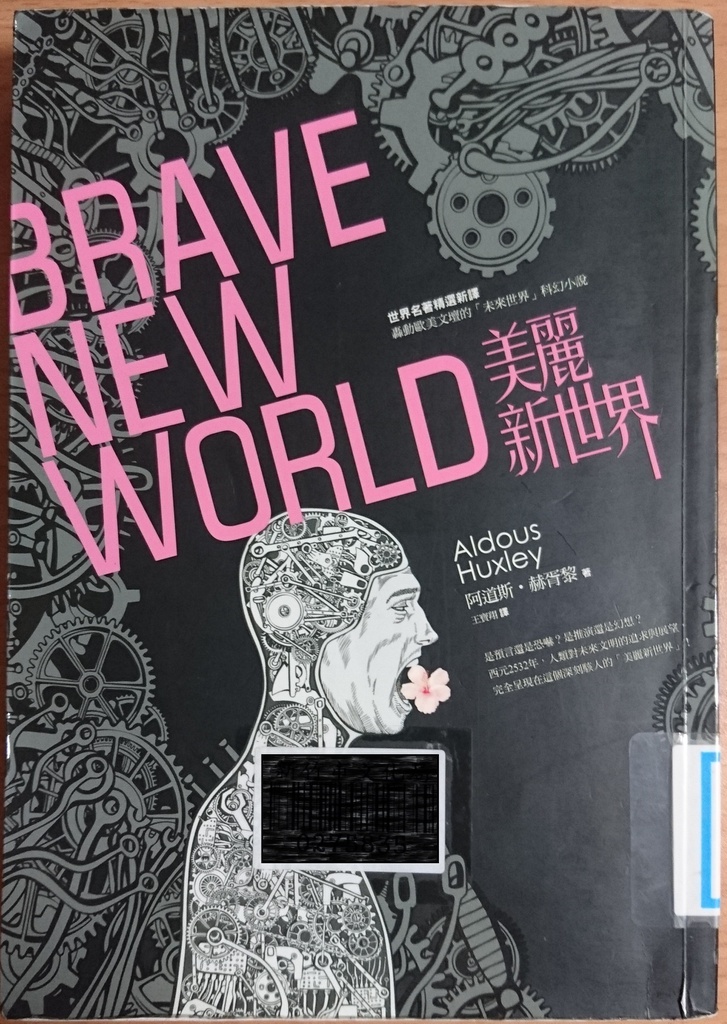 BRAVE
NEW
WORLD
世界名著精選新譯
轟動歐美文壇的「未來世界」科幻小說
美麗
新世界
Aldous
Huxley
阿道斯・赫胥黎 著
王寶翔 譯
是預言還是恐嚇？是推演還是幻想？
西元2532年，人類對未來文明的追求與展望，
完全呈現在這個深刻駭人的「美麗新世界」！